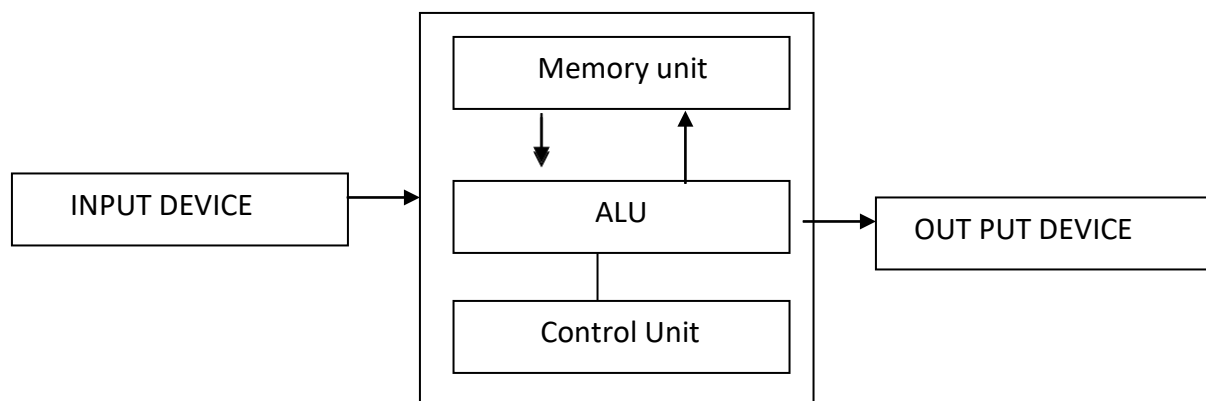 Memory unit
INPUT DEVICE
ALU
OUT PUT DEVICE
Control Unit